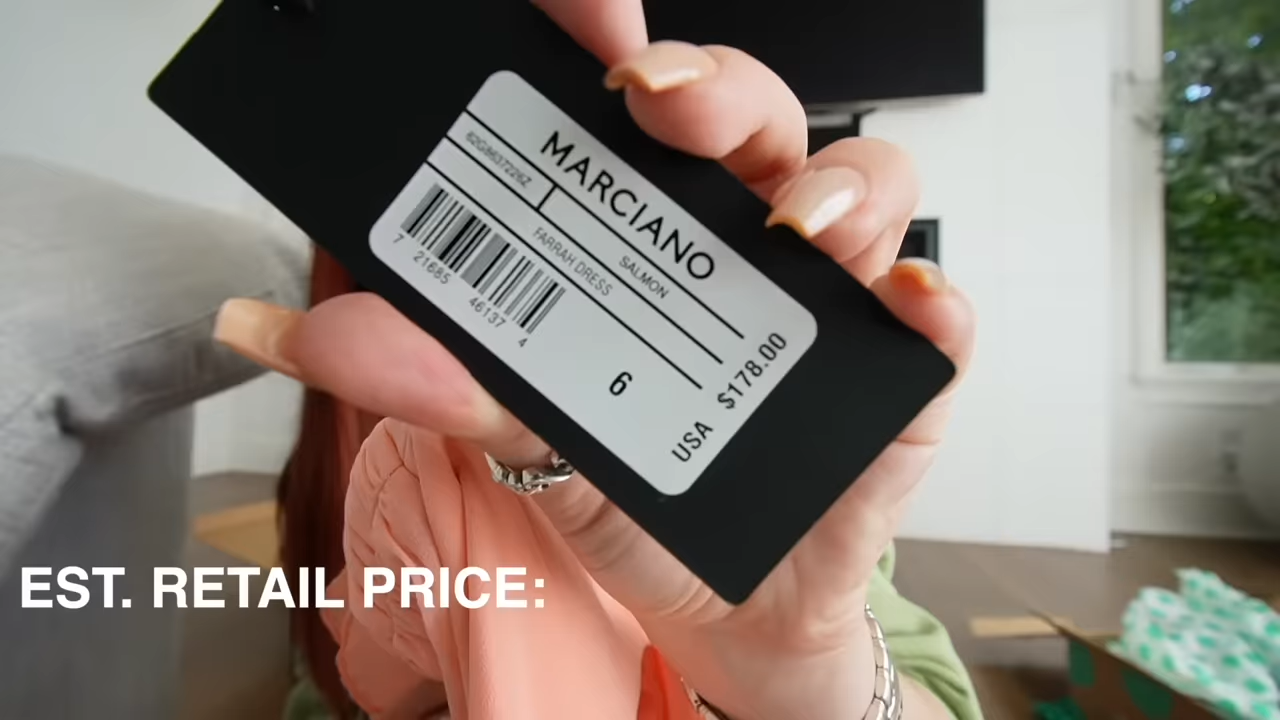 MARCIANO
SALMON
FARRAH DRESS
7 21685 46137 4
6
USA $178.00
EST. RETAIL PRICE: